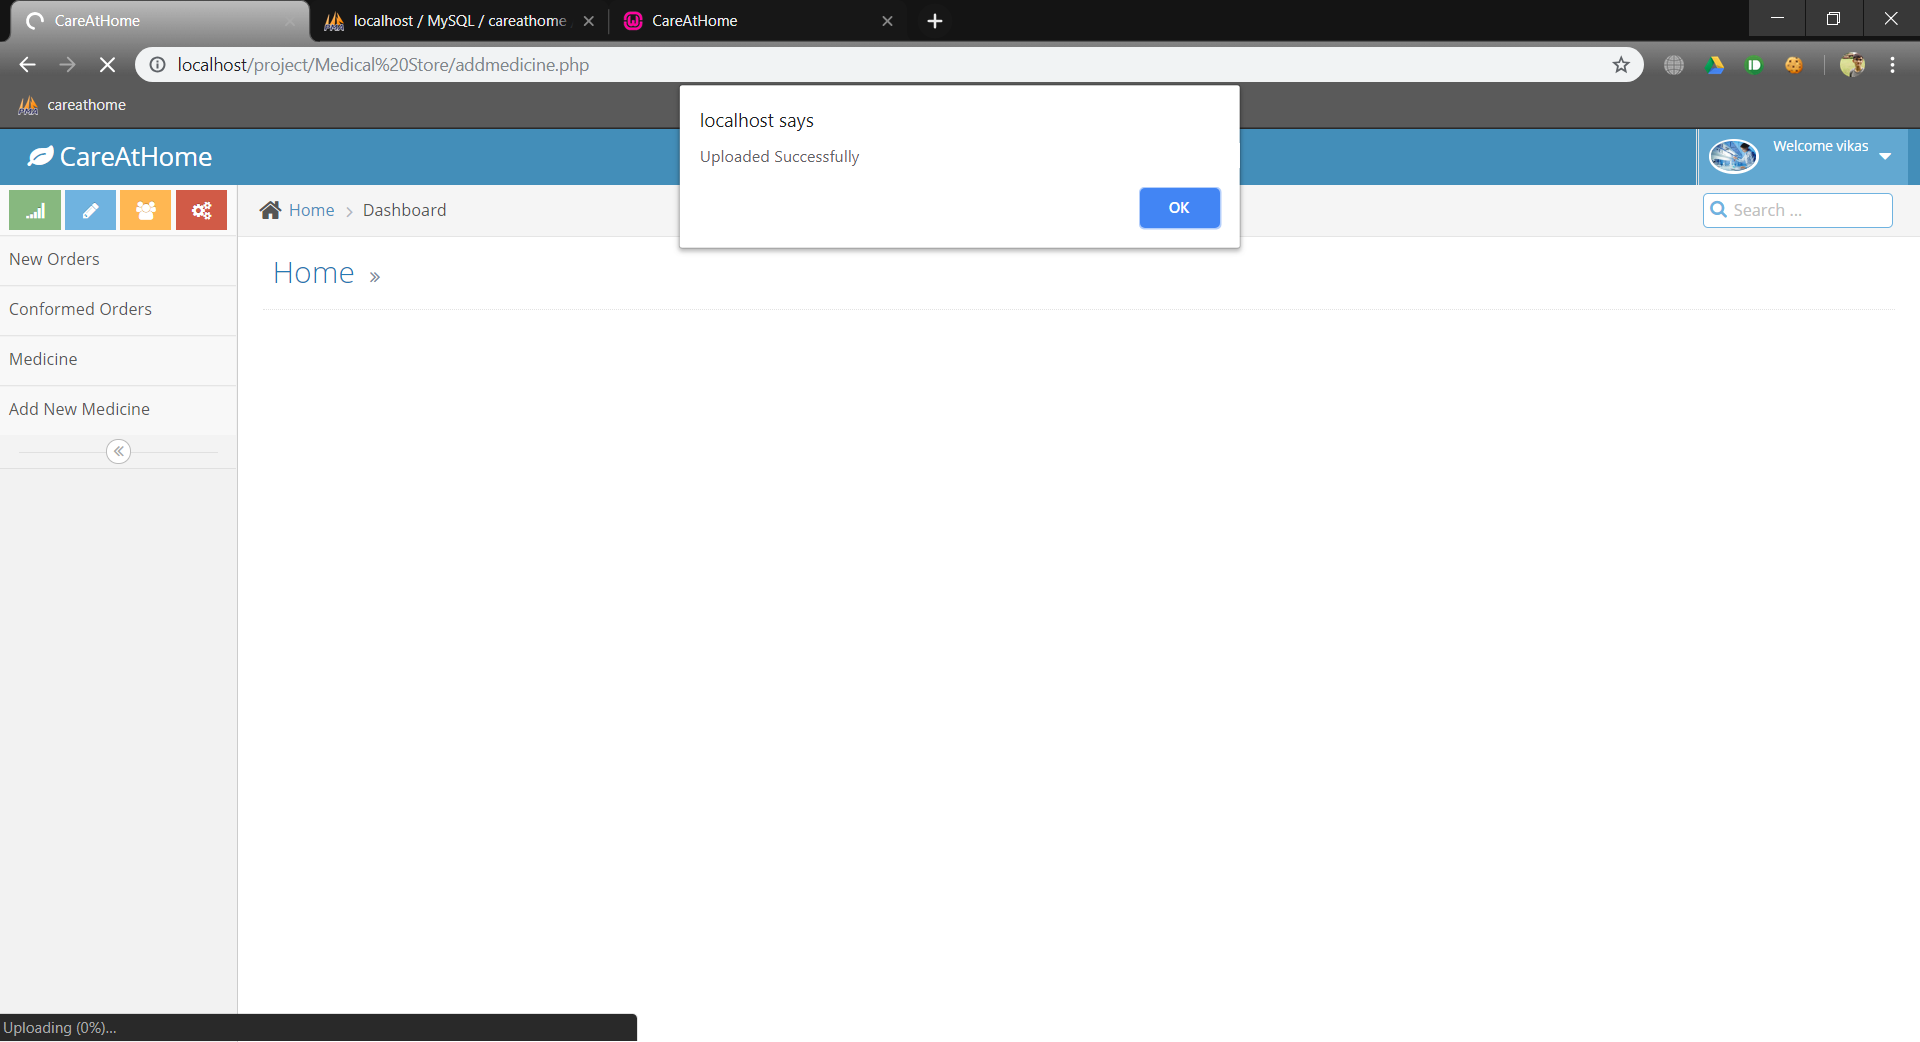 CareAtHome
localhost / MySQL / careathome
CareAtHome
localhost/project/Medical%20Store/addmedicine.php
careathome
localhost says
Uploaded Successfully
OK
CareAtHome
Welcome vikas
Home
Dashboard
Search ...
New Orders
Conformed Orders
Medicine
Add New Medicine
Home »
Uploading (0%)...